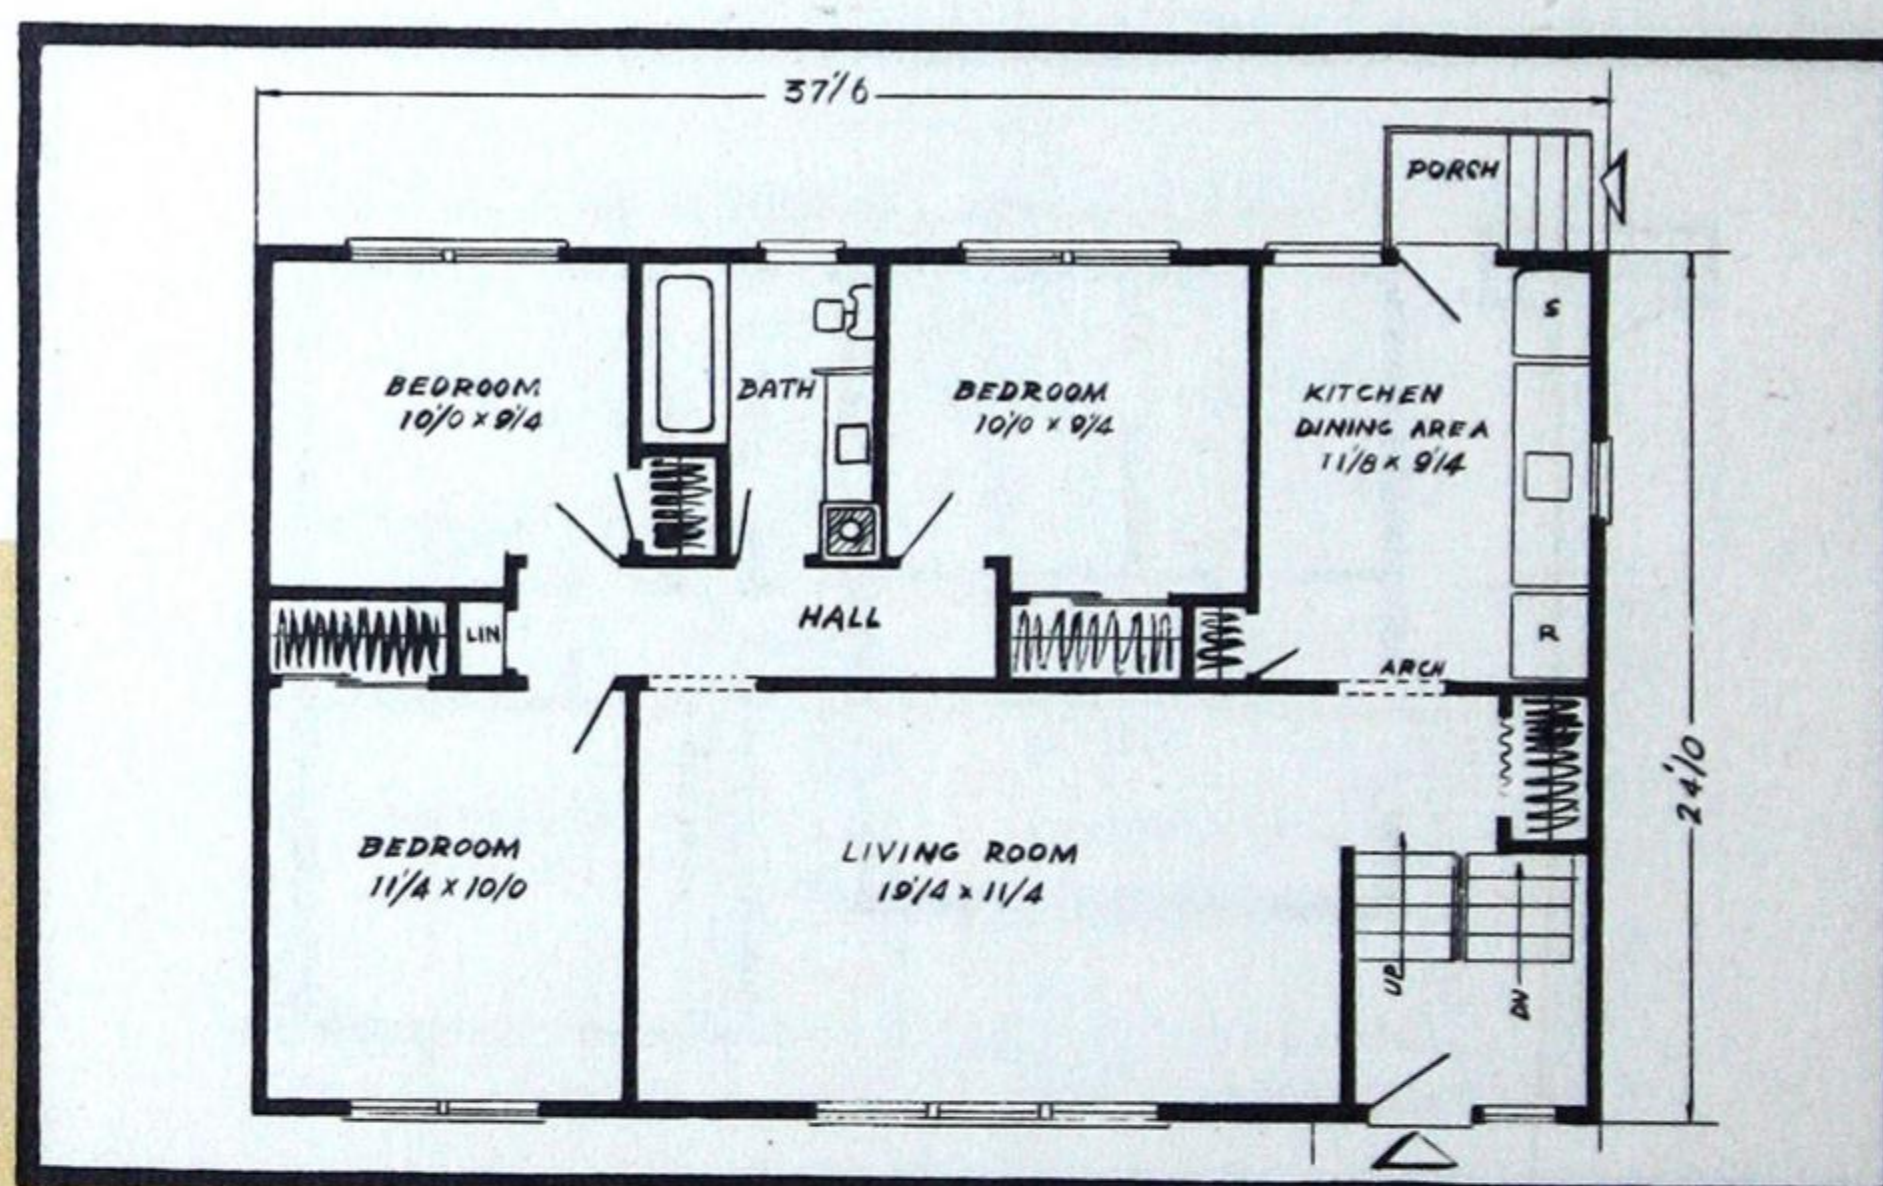 37'/6
PORCH
S
BEDROOM
10'/0 × 9'/4
BATH
BEDROOM
10'/0 × 9'/4
KITCHEN
DINING AREA
11'/8 × 9'/4
LIN
HALL
R
ARCH
BEDROOM
11'/4 × 10/0
LIVING ROOM
19'/4 × 11'/4
24'/0
UP
DN